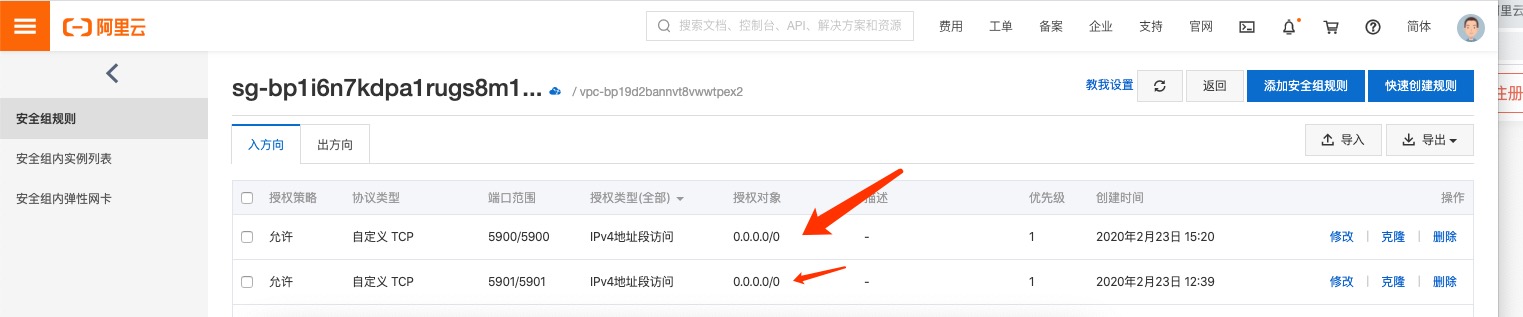 阿里云
搜索文档、控制台、API、解决方案和资源
费用 工单 备案 企业 支持 官网 简体
里云
sg-bp1i6n7kdpa1rugs8m1... / vpc-bp19d2bannvt8vwwtpex2
教我设置 返回 添加安全组规则 快速创建规则
注册
安全组规则
安全组内实例列表
安全组内弹性网卡
入方向 出方向
导入 导出
授权策略 协议类型 端口范围 授权类型(全部) 授权对象 描述 优先级 创建时间 操作
允许 自定义 TCP 5900/5900 IPv4地址段访问 0.0.0.0/0 - 1 2020年2月23日 15:20 修改 克隆 删除
允许 自定义 TCP 5901/5901 IPv4地址段访问 0.0.0.0/0 - 1 2020年2月23日 12:39 修改 克隆 删除